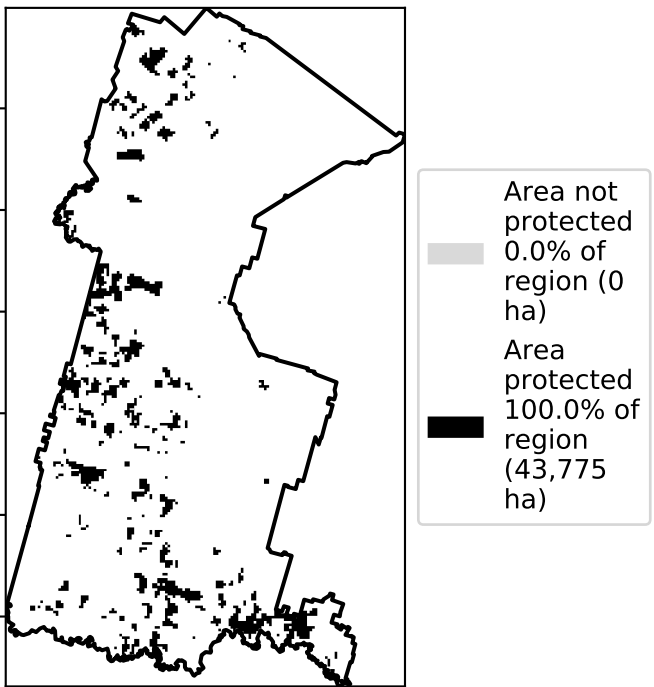 Area not
protected
0.0% of
region (0
ha)
Area
protected
100.0% of
region
(43,775
ha)